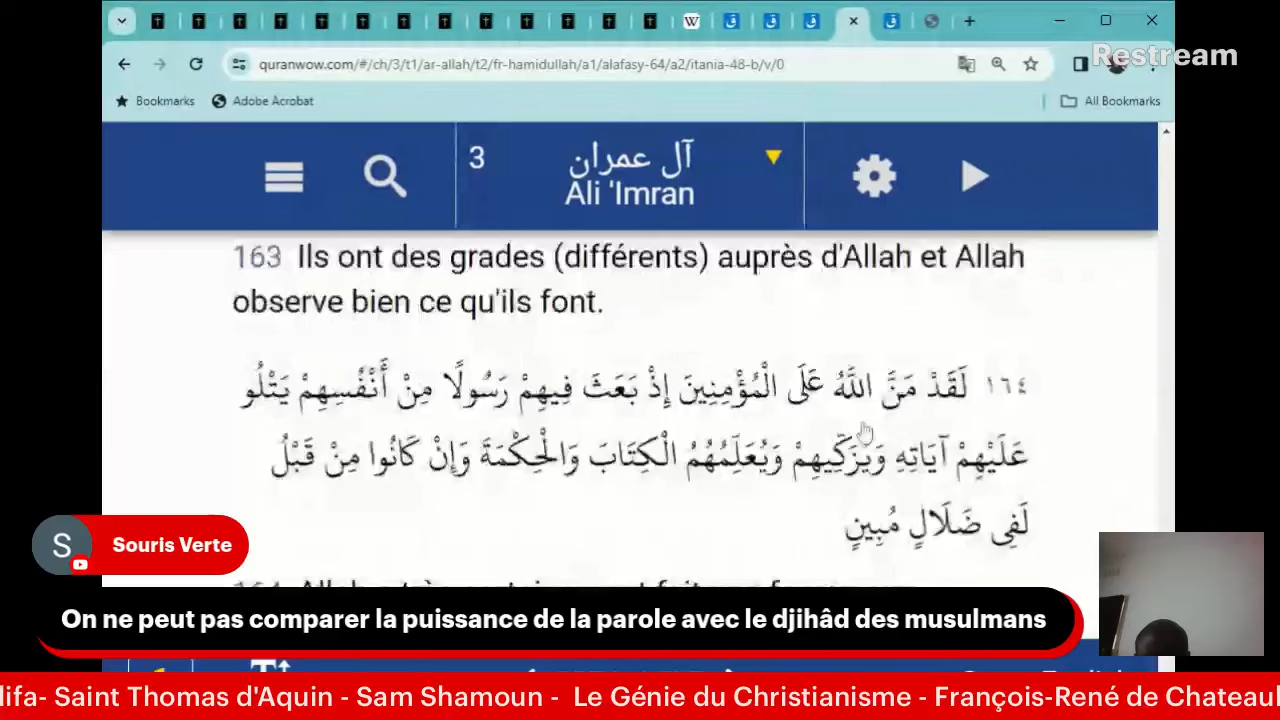 quranwow.com/#/ch/3/t1/ar-allah/t2/fr-hamidullah/a1/alafasy-64/a2/itania-48-b/v/0
Restream
Bookmarks
Adobe Acrobat
All Bookmarks
3
آل عمران
Ali 'Imran
163 Ils ont des grades (différents) auprès d'Allah et Allah
observe bien ce qu'ils font.
١٦٤ لَقَدْ مَنَّ اللَّهُ عَلَى الْمُؤْمِنِينَ إِذْ بَعَثَ فِيهِمْ رَسُولًا مِنْ أَنْفُسِهِمْ يَتْلُو
عَلَيْهِمْ آيَاتِهِ وَيُزَكِّيهِمْ وَيُعَلِّمُهُمُ الْكِتَابَ وَالْحِكْمَةَ وَإِنْ كَانُوا مِنْ قَبْلُ
لَفِي ضَلَالٍ مُبِينٍ
S
Souris Verte
On ne peut pas comparer la puissance de la parole avec le djihâd des musulmans
lifa- Saint Thomas d'Aquin - Sam Shamoun - Le Génie du Christianisme - François-René de Chateau